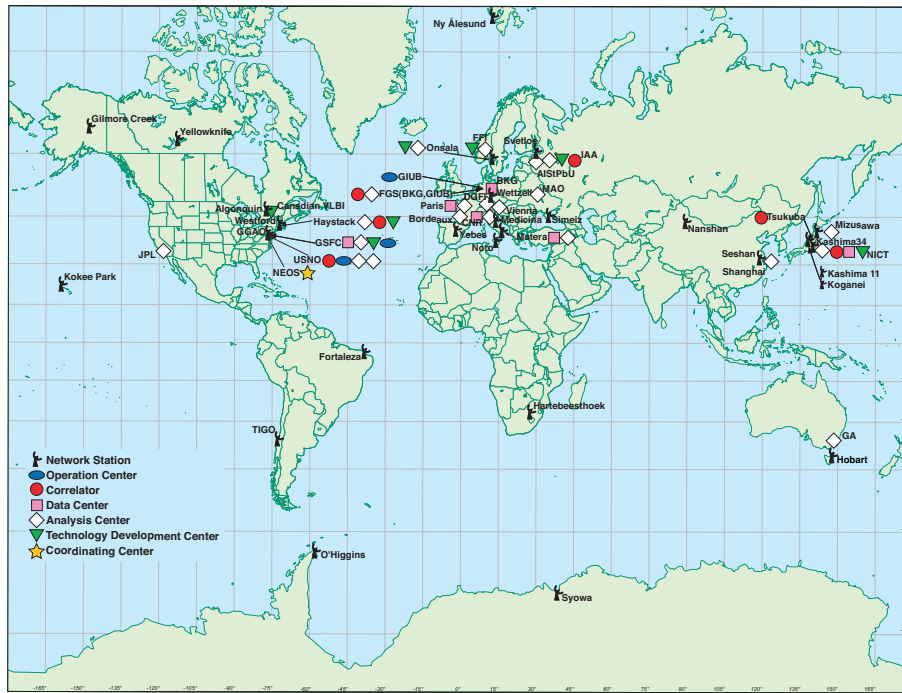 Ny Ålesund
Gilmore Creek
Yellowknife
FFI
Onsala
Svetloe
IAA
AIStPbU
GIUB
BKG
FGS(BKG,GIUB)
DGFI
Wettzell
MAO
Paris
Vienna
Algonquin
Canadian VLBI
Bordeaux
CNR
Medicina
Simeiz
Tsukuba
Westford
Haystack
Nanshan
Mizusawa
GGAO
GSFC
Yebes
Noto
Matera
Kashima34
JPL
USNO
Seshan
NICT
NEOS
Shanghai
Kashima 11
Kokee Park
Koganei
Fortaleza
Hartebeesthoek
TIGO
GA
Hobart
Network Station
Operation Center
Correlator
Data Center
Analysis Center
Technology Development Center
Coordinating Center
O'Higgins
Syowa
-165° -150° -135° -120° -105° -90° -75° -60° -45° -30° -15° 0° 15° 30° 45° 60° 75° 90° 105° 120° 135° 150° 165°